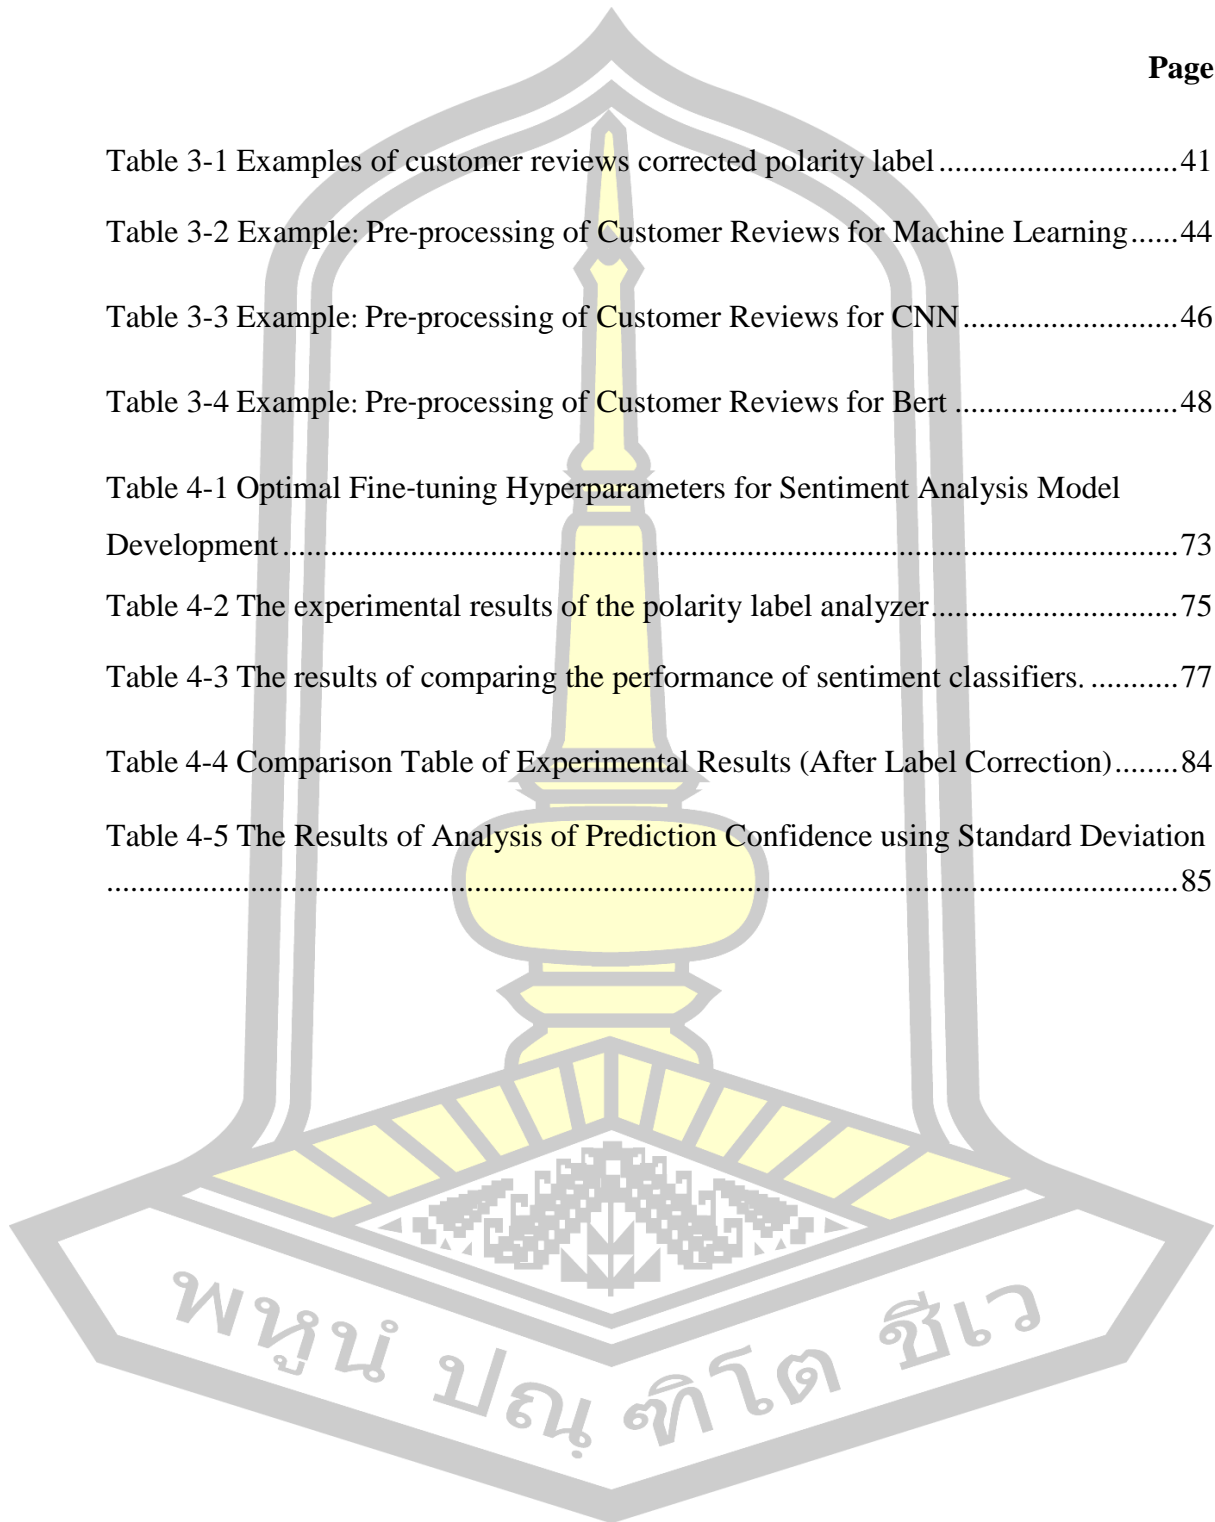 Page
Table 3-1 Examples of customer reviews corrected polarity label..............................41
Table 3-2 Example: Pre-processing of Customer Reviews for Machine Learning......44
Table 3-3 Example: Pre-processing of Customer Reviews for CNN...........................46
Table 3-4 Example: Pre-processing of Customer Reviews for Bert ............................48
Table 4-1 Optimal Fine-tuning Hyperparameters for Sentiment Analysis Model
Development................................................................................................................73
Table 4-2 The experimental results of the polarity label analyzer...............................75
Table 4-3 The results of comparing the performance of sentiment classifiers. ...........77
Table 4-4 Comparison Table of Experimental Results (After Label Correction)........84
Table 4-5 The Results of Analysis of Prediction Confidence using Standard Deviation
......................................................................................................................................85
พหูนํ ปณฺ ฑิโต ชีเว